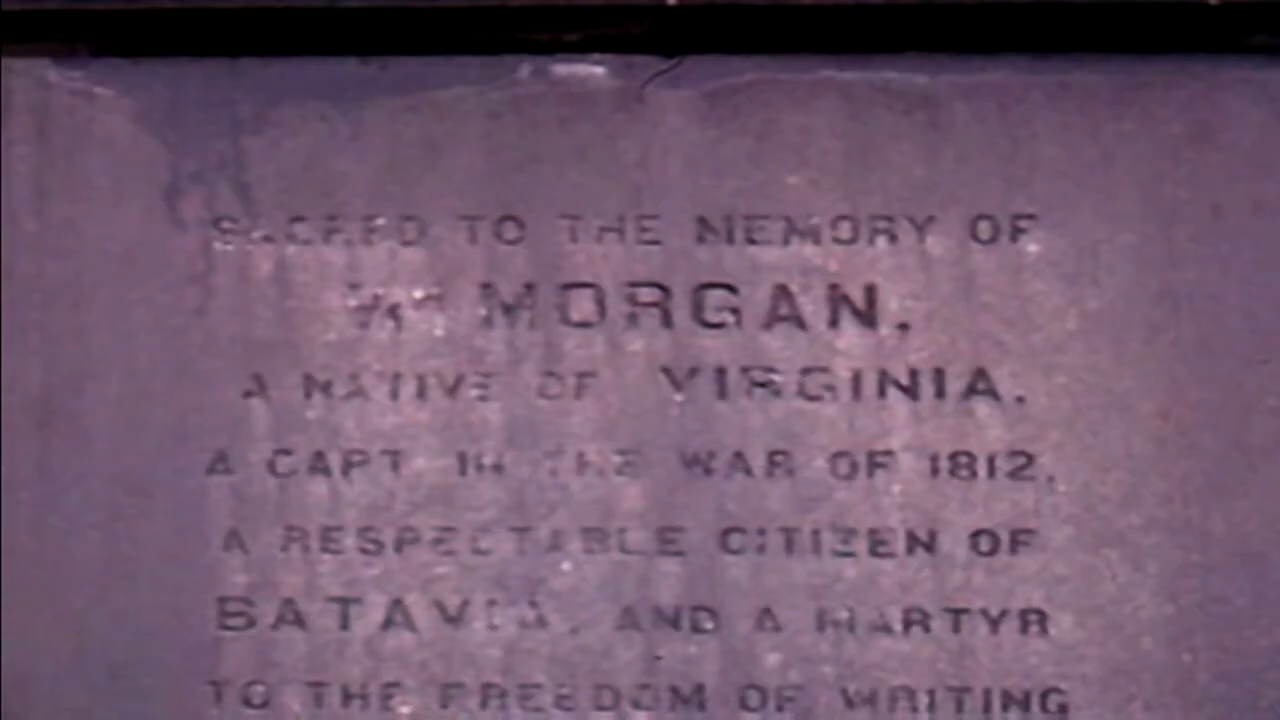 SACRED TO THE MEMORY OF
Wm MORGAN.
A NATIVE OF VIRGINIA.
A CAPT. IN THE WAR OF 1812.
A RESPECTABLE CITIZEN OF
BATAVIA, AND A MARTYR
TO THE FREEDOM OF WRITING